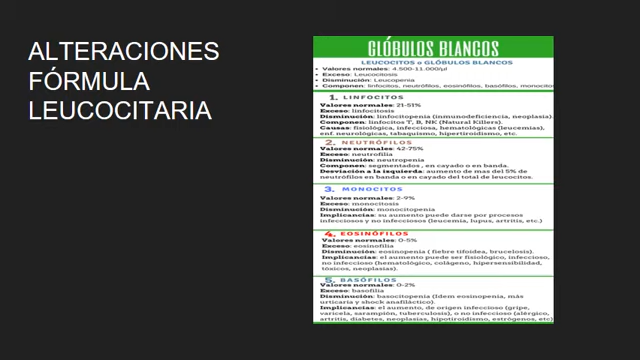 ALTERACIONES
FÓRMULA
LEUCOCITARIA
GLÓBULOS BLANCOS
LEUCOCITOS o GLÓBULOS BLANCOS
• Valores normales: 4.500-11.000/µl
• Exceso: Leucocitosis
• Disminución: Leucopenia
• Componen: linfocitos, neutrófilos, eosinófilos, basófilos, monocitos
1. LINFOCITOS
Valores normales: 21-51%
Exceso: linfocitosis
Disminución: linfocitopenia (inmunodeficiencia, neoplasia).
Componen: linfocitos T, B, NK (Natural Killers).
Causas: fisiológica, infecciosa, hematológicas (leucemias),
enf. neurológicas, tabaquismo, hipertiroidismo, etc.
2. NEUTRÓFILOS
Valores normales: 42-75%
Exceso: neutrofilia
Disminución: neutropenia
Componen: segmentados , en cayado o en banda.
Desviación a la izquierda: aumento de mas del 5% de
neutrófilos en banda o en cayado del total de leucocitos.
3. MONOCITOS
Valores normales: 2-9%
Exceso: monocitosis
Disminución: monocitopenia
Implicancias: su aumento puede darse por procesos
infecciosos y no infecciosos (leucemia, lupus, artritis, etc.)
4. EOSINÓFILOS
Valores normales: 0-5%
Exceso: eosinofilia
Disminución: eosinopenia ( fiebre tifoidea, brucelosis).
Implicancias: el aumento puede ser fisiológico, infeccioso,
no infeccioso (hematológico, colágeno, hipersensibilidad,
tóxicos, neoplasias).
5. BASÓFILOS
Valores normales: 0-2%
Exceso: basofilia
Disminución: basocitopenia (Idem eosinopenia, más
urticaria y shock anafiláctico).
Implicancias: el aumento, de origen infeccioso (gripe,
varicela, sarampión, tuberculosis), o no infeccioso (alérgico,
artritis, diabetes, neoplasias, hipotiroidismo, estrógenos, etc)